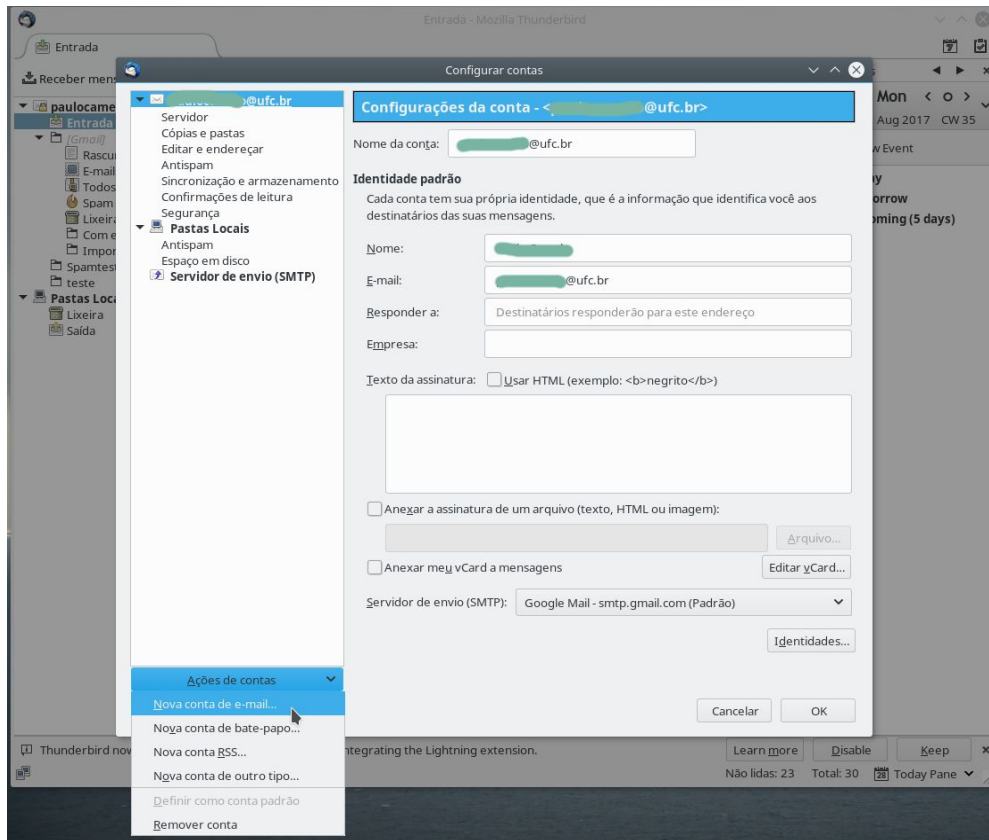 Entrada - Mozilla Thunderbird
Entrada
Receber men
paulocame
Entrada
[Gmail]
Rascu
E-mail
Todos
Spam
Lixeir
Com e
Impor
Spamtes
teste
Pastas Loca
Lixeira
Saída
Configurar contas
@ufc.br
Servidor
Cópias e pastas
Editar e endereçar
Antispam
Sincronização e armazenamento
Confirmações de leitura
Segurança
Pastas Locais
Antispam
Espaço em disco
Servidor de envio (SMTP)
Configurações da conta - < @ufc.br>
Nome da conta: @ufc.br
Identidade padrão
Cada conta tem sua própria identidade, que é a informação que identifica você aos
destinatários das suas mensagens.
Nome:
E-mail: @ufc.br
Responder a: Destinatários responderão para este endereço
Empresa:
Texto da assinatura: Usar HTML (exemplo: <b>negrito</b>)
Anexar a assinatura de um arquivo (texto, HTML ou imagem):
Arquivo...
Anexar meu vCard a mensagens Editar vCard...
Servidor de envio (SMTP): Google Mail - smtp.gmail.com (Padrão)
Identidades...
Cancelar OK
Ações de contas
Nova conta de e-mail...
Nova conta de bate-papo...
Nova conta RSS...
Nova conta de outro tipo...
Definir como conta padrão
Remover conta
Mon
Aug 2017 CW 35
w Event
ay
orrow
oming (5 days)
Thunderbird now ntegrating the Lightning extension. Learn more Disable Keep
Não lidas: 23 Total: 30 28 Today Pane